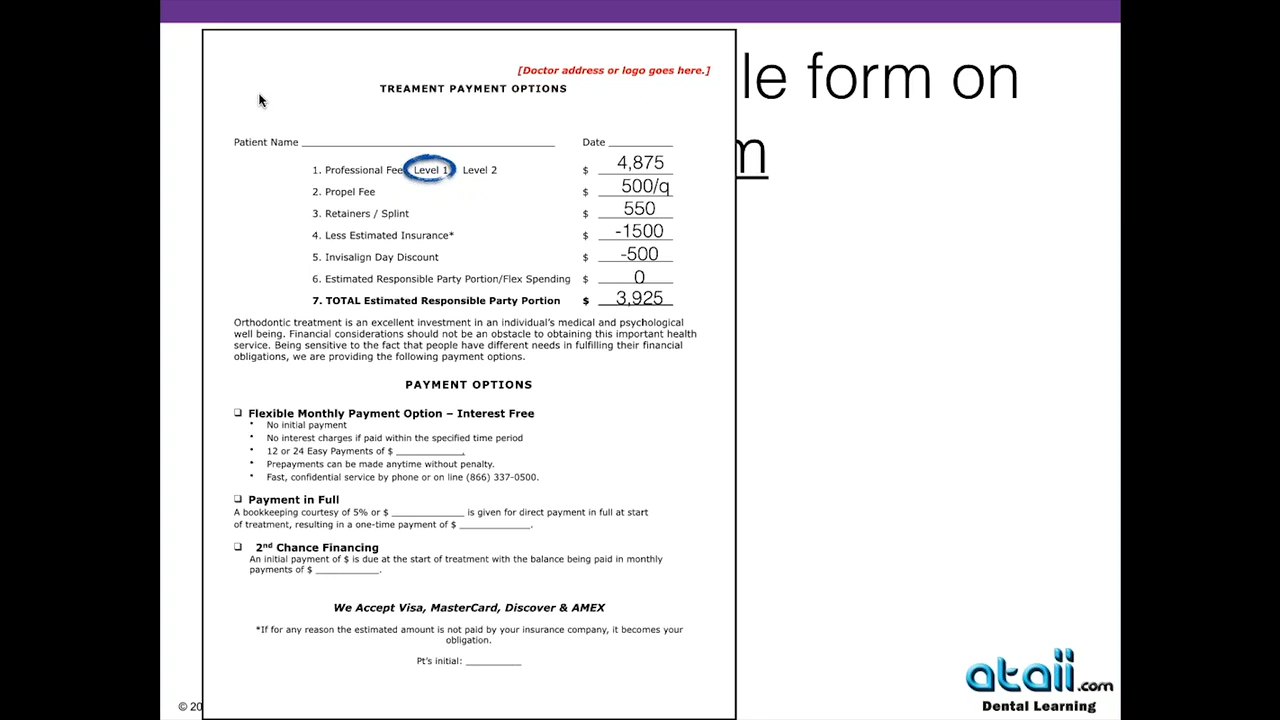 le form on
m
[Doctor address or logo goes here.]
TREAMENT PAYMENT OPTIONS
Patient Name Date
1. Professional Fee Level 1 Level 2 $ 4,875
2. Propel Fee $ 500/q
3. Retainers / Splint $ 550
4. Less Estimated Insurance* $ -1500
5. Invisalign Day Discount $ -500
6. Estimated Responsible Party Portion/Flex Spending $ 0
7. TOTAL Estimated Responsible Party Portion $ 3,925
Orthodontic treatment is an excellent investment in an individual's medical and psychological
well being. Financial considerations should not be an obstacle to obtaining this important health
service. Being sensitive to the fact that people have different needs in fulfilling their financial
obligations, we are providing the following payment options.
PAYMENT OPTIONS
❑ Flexible Monthly Payment Option – Interest Free
• No initial payment
• No interest charges if paid within the specified time period
• 12 or 24 Easy Payments of $ ____________.
• Prepayments can be made anytime without penalty.
• Fast, confidential service by phone or on line (866) 337-0500.
❑ Payment in Full
A bookkeeping courtesy of 5% or $ _____________ is given for direct payment in full at start
of treatment, resulting in a one-time payment of $ _____________.
❑ 2nd Chance Financing
An initial payment of $ is due at the start of treatment with the balance being paid in monthly
payments of $ ____________.
We Accept Visa, MasterCard, Discover & AMEX
*If for any reason the estimated amount is not paid by your insurance company, it becomes your
obligation.
Pt's initial: __________
© 20
ataii.com
Dental Learning